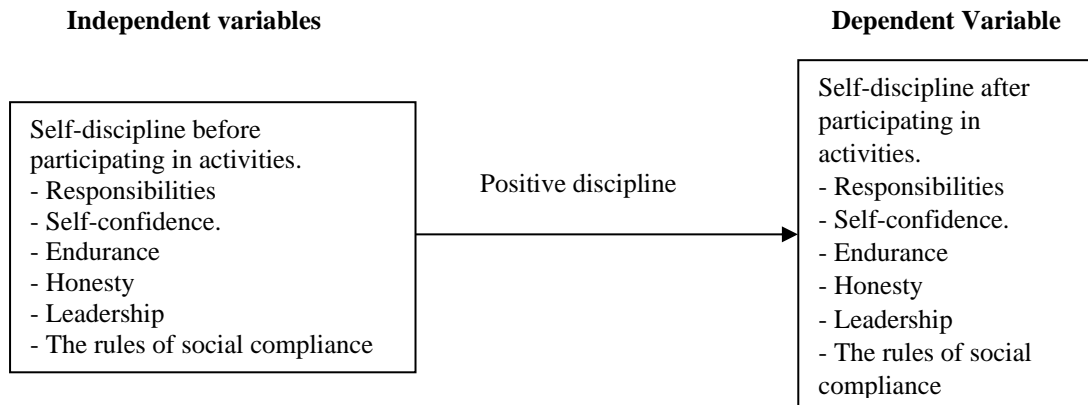 Independent variables
Self-discipline before
participating in activities.
- Responsibilities
- Self-confidence.
- Endurance
- Honesty
- Leadership
- The rules of social compliance
Positive discipline
Dependent Variable
Self-discipline after
participating in
activities.
- Responsibilities
- Self-confidence.
- Endurance
- Honesty
- Leadership
- The rules of social
compliance